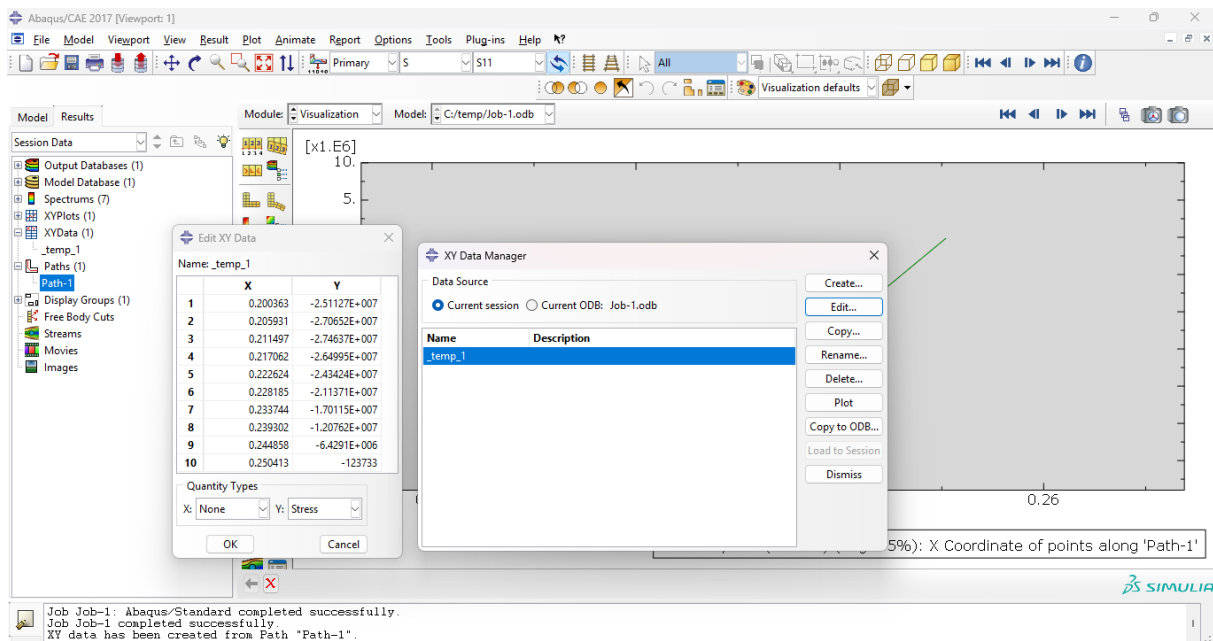 Abaqus/CAE 2017 [Viewport: 1]
File Model Viewport View Result Plot Animate Report Options Tools Plug-ins Help
Primary S S11 All
Visualization defaults
Model Results
Module: Visualization Model: C:/temp/Job-1.odb
Session Data
Output Databases (1)
Model Database (1)
Spectrums (7)
XYPlots (1)
XYData (1)
_temp_1
Paths (1)
Path-1
Display Groups (1)
Free Body Cuts
Streams
Movies
Images
[x1.E6]
10.
5.
Edit XY Data
Name: _temp_1
X Y
1 0.200363 -2.51127E+007
2 0.205931 -2.70652E+007
3 0.211497 -2.74637E+007
4 0.217062 -2.64995E+007
5 0.222624 -2.43424E+007
6 0.228185 -2.11371E+007
7 0.233744 -1.70115E+007
8 0.239302 -1.20762E+007
9 0.244858 -6.4291E+006
10 0.250413 -123733
Quantity Types
X: None Y: Stress
OK Cancel
XY Data Manager
Data Source
Current session Current ODB: Job-1.odb
Name Description
_temp_1
Create...
Edit...
Copy...
Rename...
Delete...
Plot
Copy to ODB...
Load to Session
Dismiss
0.26
5%): X Coordinate of points along 'Path-1'
SIMULIA
Job Job-1: Abaqus/Standard completed successfully.
Job Job-1 completed successfully.
XY data has been created from Path "Path-1".